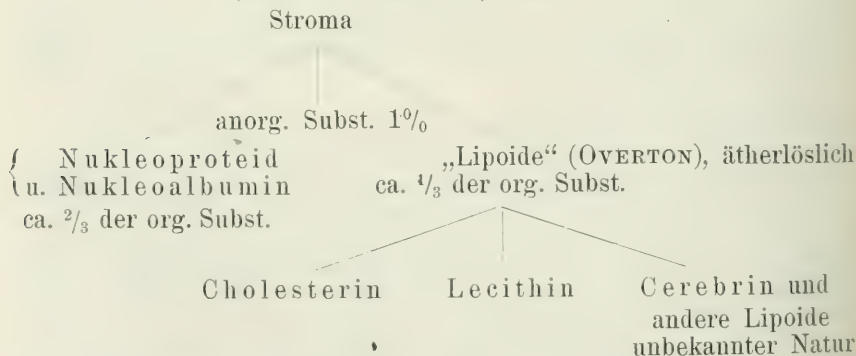 Stroma
anorg. Subst. 1%
Nukleoproteid
u. Nukleoalbumin
ca. ²/₃ der org. Subst.
„Lipoide“ (OVERTON), ätherlöslich
ca. ¹/₃ der org. Subst.
Cholesterin
Lecithin
Cerebrin und
andere Lipoide
unbekannter Natur